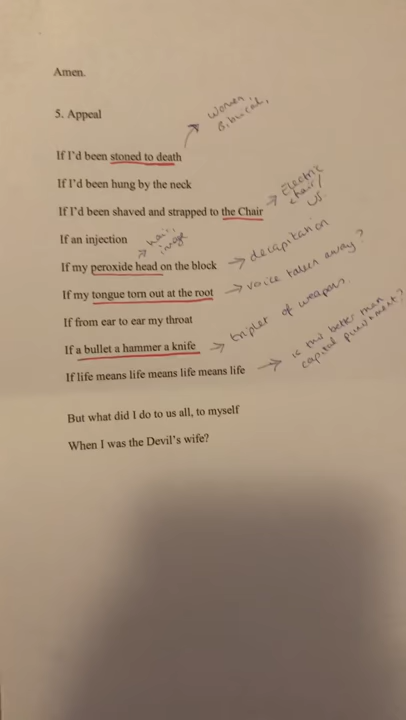 Amen.
5. Appeal
women,
Biblical,
If I'd been stoned to death
If I'd been hung by the neck
Electric
chair/
US.
If I'd been shaved and strapped to the Chair
If an injection
hair,
image
If my peroxide head on the block
decapitation
If my tongue torn out at the root
voice taken away?
If from ear to ear my throat
If a bullet a hammer a knife
triplet of weapons.
If life means life means life means life
is this better than
capital punishment?
But what did I do to us all, to myself
When I was the Devil's wife?